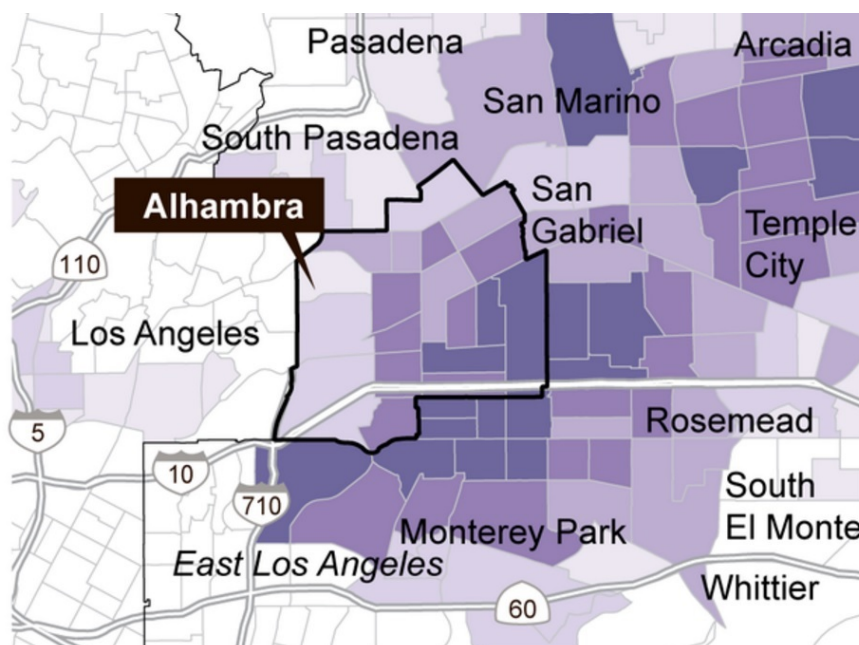 Pasadena
Arcadia
San Marino
South Pasadena
Alhambra
San
Gabriel
Temple
City
110
Los Angeles
5
Rosemead
10
710
South
El Monte
Monterey Park
East Los Angeles
Whittier
60